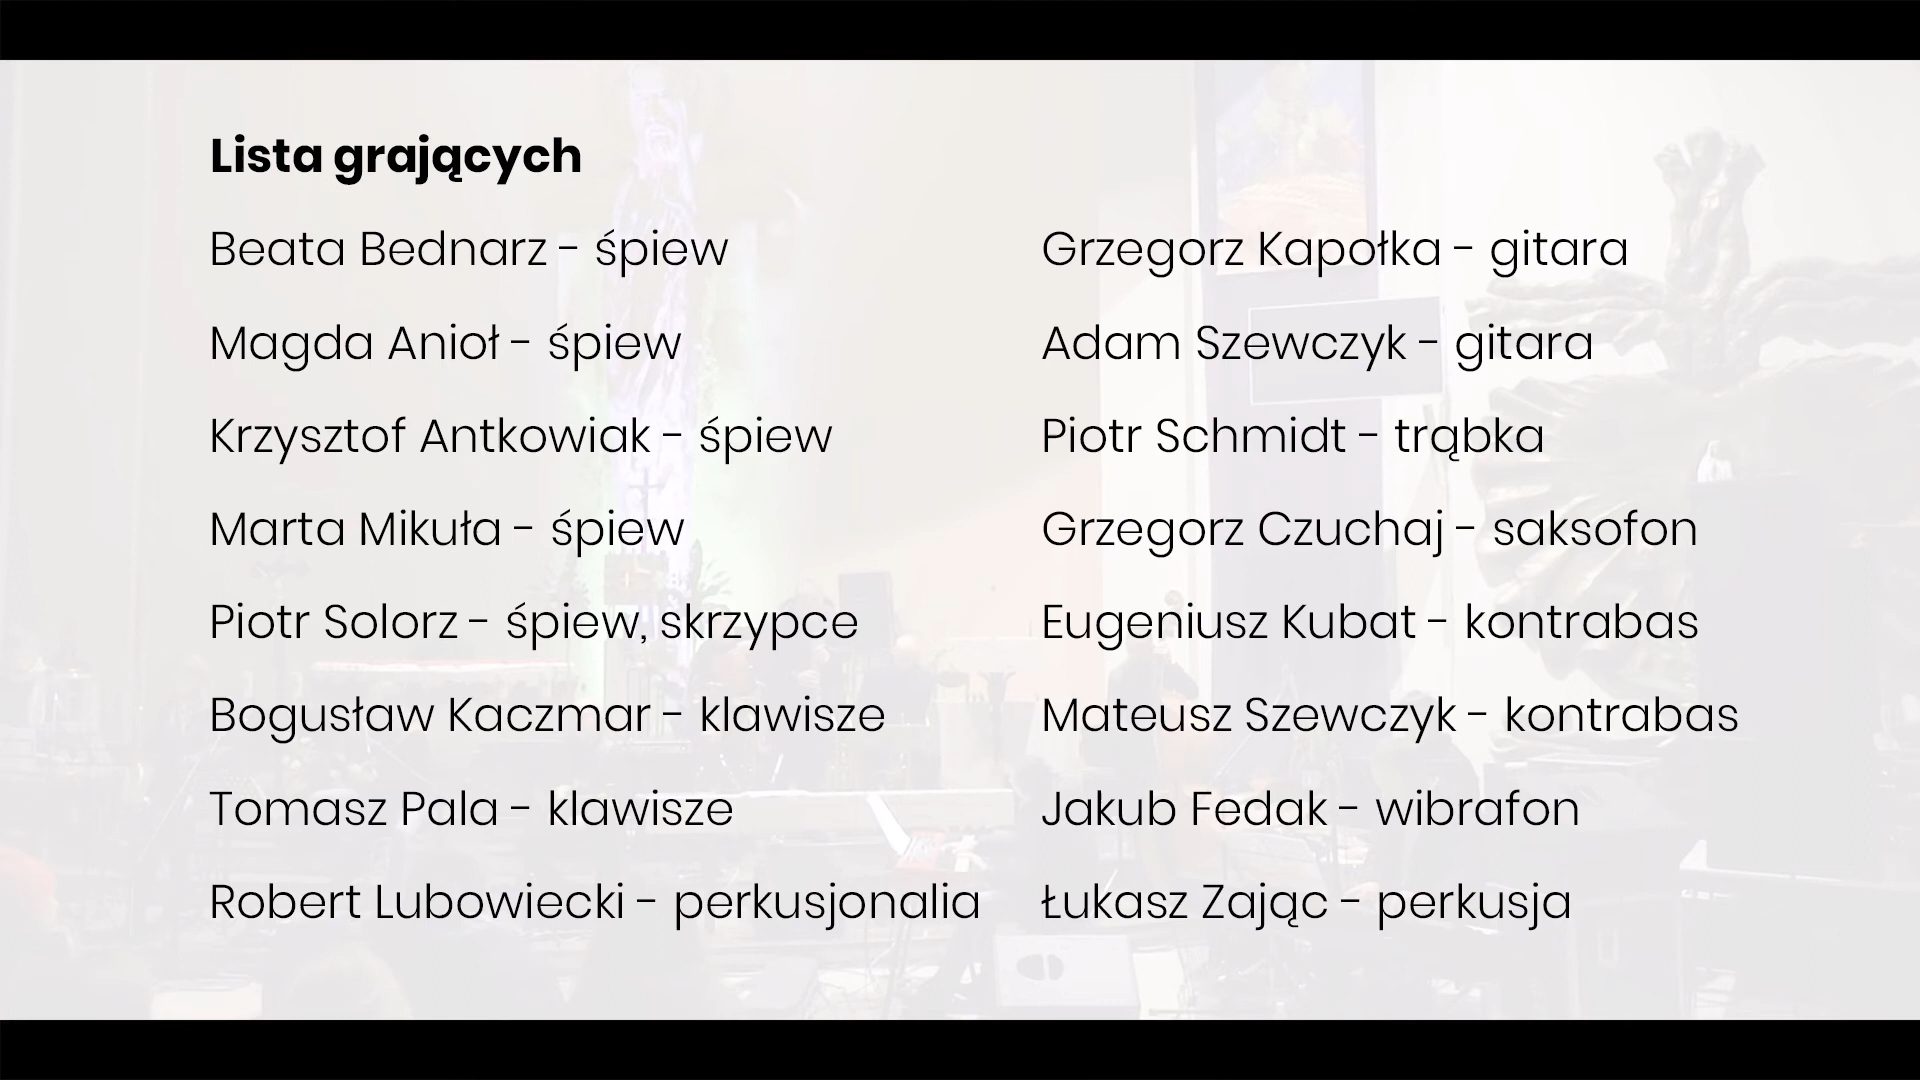 Lista grających
Beata Bednarz - śpiew
Magda Anioł - śpiew
Krzysztof Antkowiak - śpiew
Marta Mikuła - śpiew
Piotr Solorz - śpiew, skrzypce
Bogusław Kaczmar - klawisze
Tomasz Pala - klawisze
Robert Lubowiecki - perkusjonalia
Grzegorz Kapołka - gitara
Adam Szewczyk - gitara
Piotr Schmidt - trąbka
Grzegorz Czuchaj - saksofon
Eugeniusz Kubat - kontrabas
Mateusz Szewczyk - kontrabas
Jakub Fedak - wibrafon
Łukasz Zając - perkusja